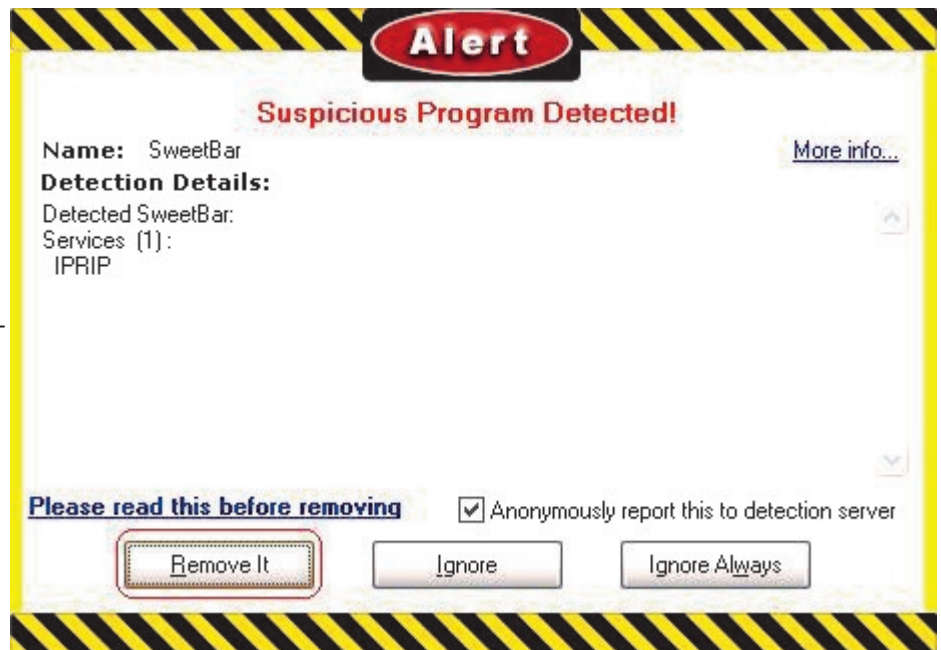 Alert
Suspicious Program Detected!
Name: SweetBar
More info...
Detection Details:
Detected SweetBar:
Services (1) :
IPRIP
Please read this before removing
Anonymously report this to detection server
Remove It
Ignore
Ignore Always